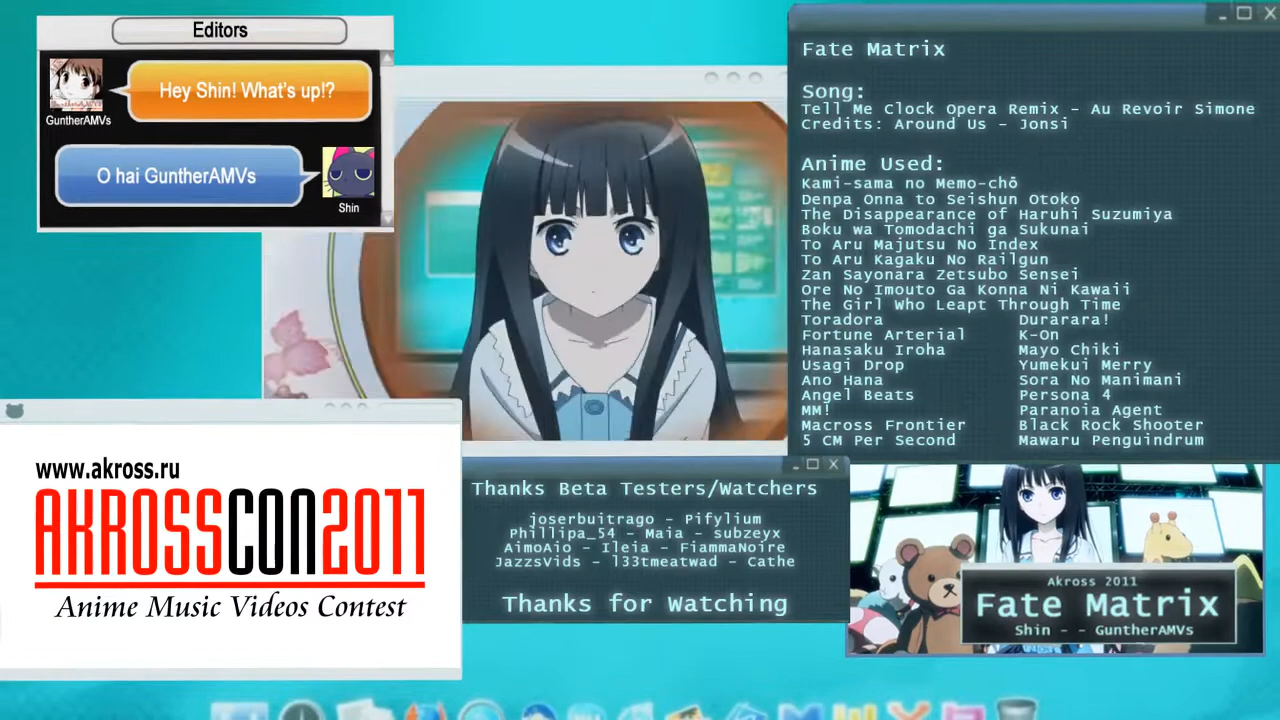 Editors
Hey Shin! What's up!?
GuntherAMVs
O hai GuntherAMVs
Shin
Fate Matrix
Song:
Tell Me Clock Opera Remix - Au Revoir Simone
Credits: Around Us - Jonsi
Anime Used:
Kami-sama no Memo-chō
Denpa Onna to Seishun Otoko
The Disappearance of Haruhi Suzumiya
Boku wa Tomodachi ga Sukunai
To Aru Majutsu No Index
To Aru Kagaku No Railgun
Zan Sayonara Zetsubo Sensei
Ore No Imouto Ga Konna Ni Kawaii
The Girl Who Leapt Through Time
Toradora Durarara!
Fortune Arterial K-On
Hanasaku Iroha Mayo Chiki
Usagi Drop Yumekui Merry
Ano Hana Sora No Manimani
Angel Beats Persona 4
MM! Paranoia Agent
Macross Frontier Black Rock Shooter
5 CM Per Second Mawaru Penguindrum
www.akross.ru
AKROSSCON2011
Anime Music Videos Contest
Thanks Beta Testers/Watchers
joserbuitrago - Pifylium
Phillipa_54 - Maia - subzeyx
AimoAio - Ileia - FiammaNoire
JazzsVids - l33tmeatwad - Cathe
Thanks for Watching
Akross 2011
Fate Matrix
Shin - - GuntherAMVs